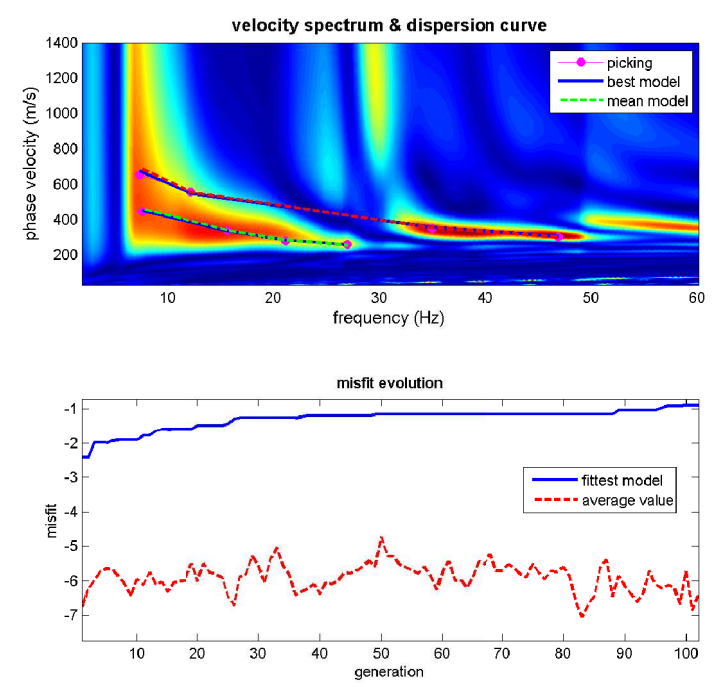 velocity spectrum & dispersion curve
1400
1200
1000
800
600
400
200
phase velocity (m/s)
picking
best model
mean model
10 20 30 40 50 60
frequency (Hz)
misfit evolution
-1
-2
-3
-4
-5
-6
-7
misfit
fittest model
average value
10 20 30 40 50 60 70 80 90 100
generation